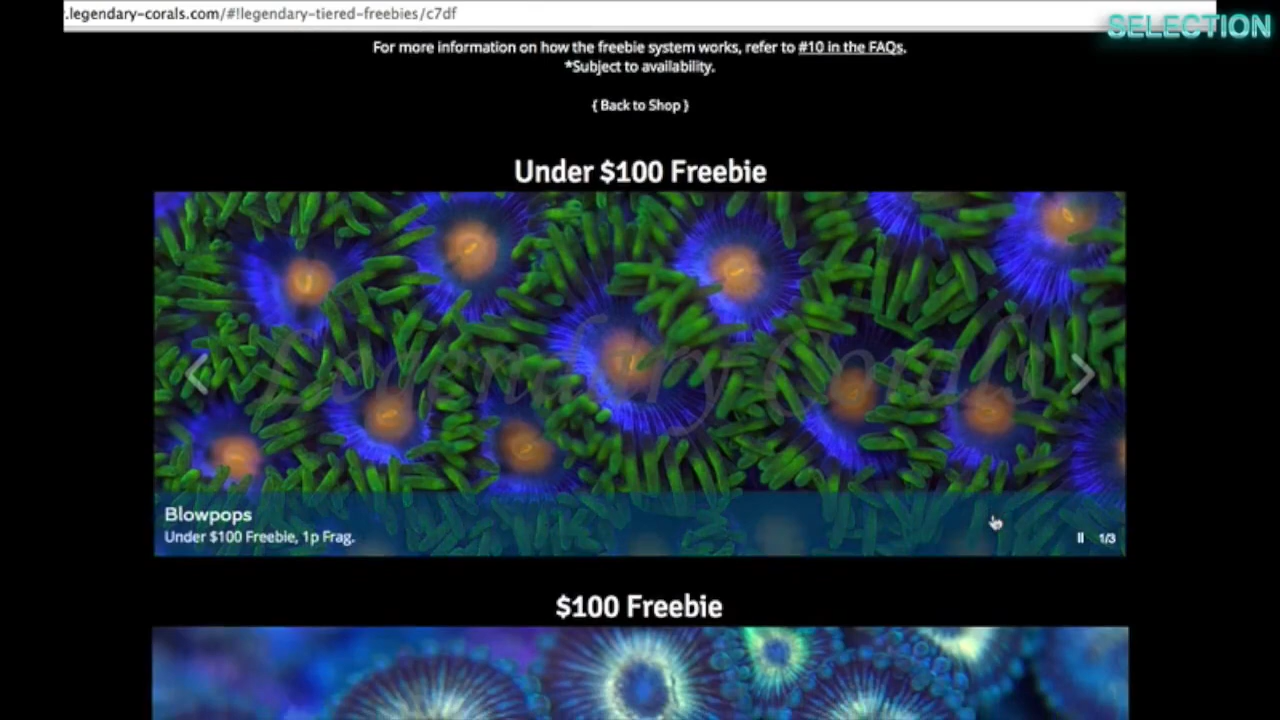 .legendary-corals.com/#!legendary-tiered-freebies/c7df
SELECTION
For more information on how the freebie system works, refer to #10 in the FAQs.
*Subject to availability.
{ Back to Shop }
Under $100 Freebie
Legendary Corals
Blowpops
Under $100 Freebie, 1p Frag.
1/3
$100 Freebie